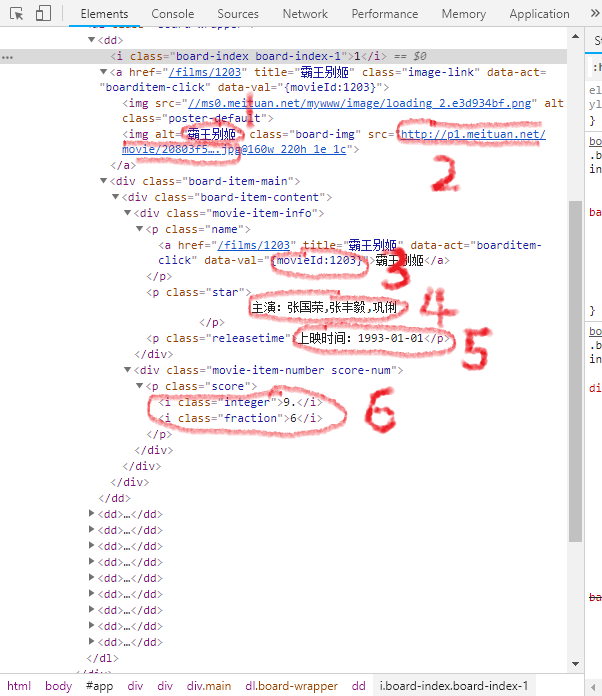 Elements Console Sources Network Performance Memory Application »
<dd>
<i class="board-index board-index-1">1</i> == $0
<a href="/films/1203" title="霸王别姬" class="image-link" data-act=
"boarditem-click" data-val="{movieId:1203}">
<img src="//ms0.meituan.net/mywww/image/loading_2.e3d934bf.png" alt
class="poster-default">
1
<img alt="霸王别姬" class="board-img" src="http://p1.meituan.net/
movie/20803f5….jpg@160w_220h_1e_1c">
2
</a>
<div class="board-item-main">
<div class="board-item-content">
<div class="movie-item-info">
<p class="name">
<a href="/films/1203" title="霸王别姬" data-act="boarditem-
click" data-val="{movieId:1203}">霸王别姬</a>
3
</p>
<p class="star">
主演：张国荣,张丰毅,巩俐
4
</p>
<p class="releasetime">上映时间：1993-01-01</p>
5
</div>
<div class="movie-item-number score-num">
<p class="score">
<i class="integer">9.</i>
<i class="fraction">6</i>
6
</p>
</div>
</div>
</div>
</dd>
<dd>…</dd>
<dd>…</dd>
<dd>…</dd>
<dd>…</dd>
<dd>…</dd>
<dd>…</dd>
<dd>…</dd>
<dd>…</dd>
<dd>…</dd>
</dl>
html body #app div div div.main dl.board-wrapper dd i.board-index.board-index-1